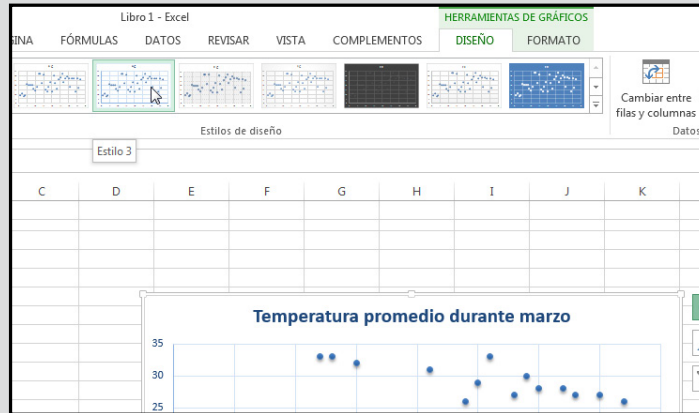 Libro 1 - Excel
HERRAMIENTAS DE GRÁFICOS
SINA FÓRMULAS DATOS REVISAR VISTA COMPLEMENTOS DISEÑO FORMATO
Cambiar entre
filas y columnas
Estilos de diseño
Datos
Estilo 3
C D E F G H I J K
Temperatura promedio durante marzo
35
30
25